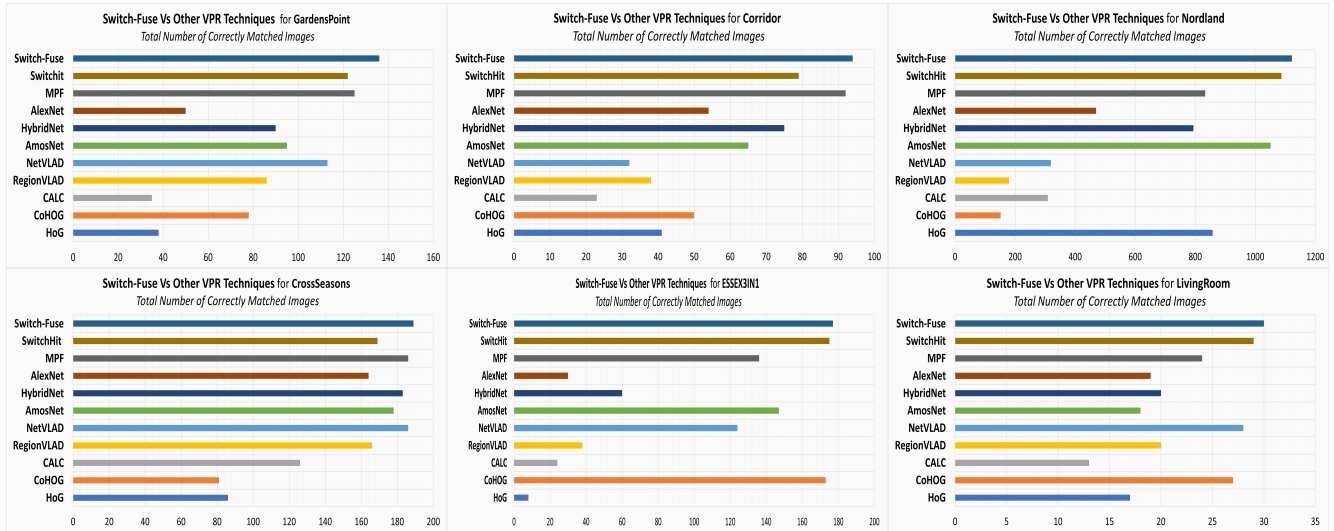 Switch-Fuse Vs Other VPR Techniques for GardensPoint
Total Number of Correctly Matched Images
Switch-Fuse
Switchit
MPF
AlexNet
HybridNet
AmosNet
NetVLAD
RegionVLAD
CALC
CoHOG
HoG
0 20 40 60 80 100 120 140 160
Switch-Fuse Vs Other VPR Techniques for Corridor
Total Number of Correctly Matched Images
Switch-Fuse
SwitchHit
MPF
AlexNet
HybridNet
AmosNet
NetVLAD
RegionVLAD
CALC
CoHOG
HoG
0 10 20 30 40 50 60 70 80 90 100
Switch-Fuse Vs Other VPR Techniques for Nordland
Total Number of Correctly Matched Images
Switch-Fuse
SwitchHit
MPF
AlexNet
HybridNet
AmosNet
NetVLAD
RegionVLAD
CALC
CoHOG
HoG
0 200 400 600 800 1000 1200
Switch-Fuse Vs Other VPR Techniques for CrossSeasons
Total Number of Correctly Matched Images
Switch-Fuse
SwitchHit
MPF
AlexNet
HybridNet
AmosNet
NetVLAD
RegionVLAD
CALC
CoHOG
HoG
0 20 40 60 80 100 120 140 160 180 200
Switch-Fuse Vs Other VPR Techniques for ESSEX3IN1
Total Number of Correctly Matched Images
Switch-Fuse
SwitcHit
MPF
AlexNet
HybridNet
AmosNet
NetVLAD
RegionVLAD
CALC
CoHOG
HoG
0 20 40 60 80 100 120 140 160 180 200
Switch-Fuse Vs Other VPR Techniques for LivingRoom
Total Number of Correctly Matched Images
Switch-Fuse
SwitchHit
MPF
AlexNet
HybridNet
AmosNet
NetVLAD
RegionVLAD
CALC
CoHOG
HoG
0 5 10 15 20 25 30 35